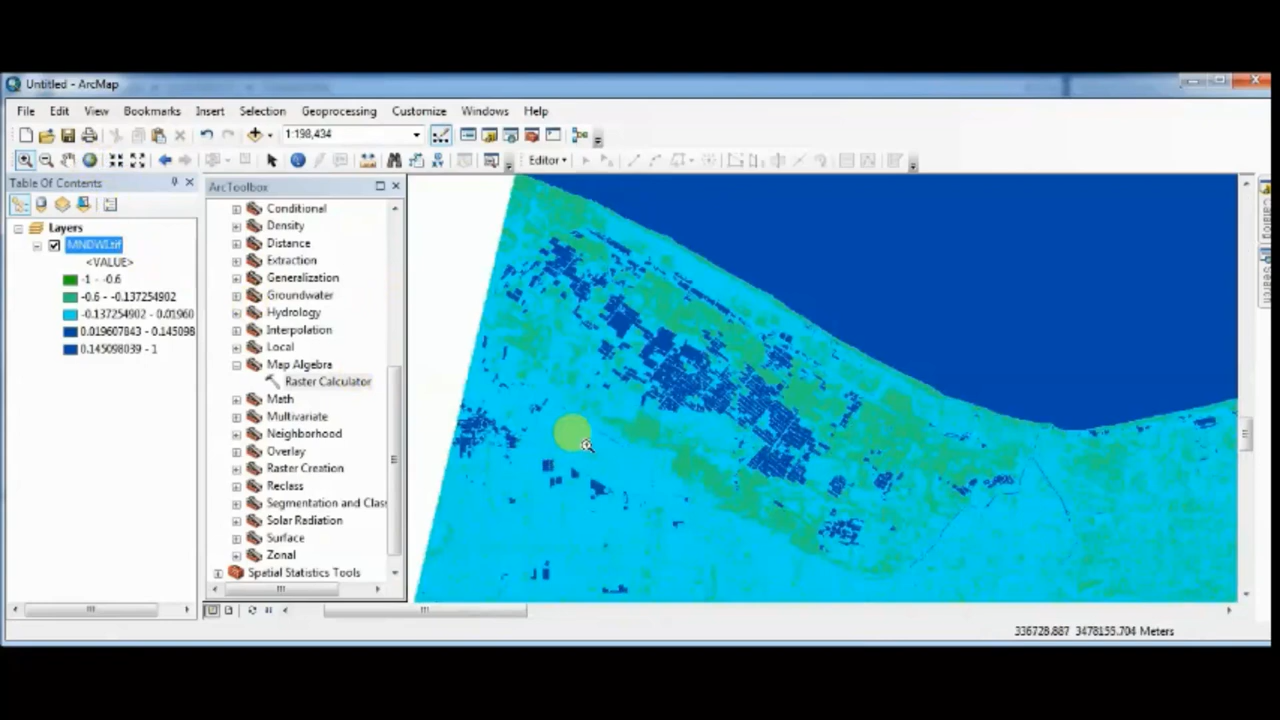 Untitled - ArcMap
File Edit View Bookmarks Insert Selection Geoprocessing Customize Windows Help
1:198,434
Editor
Table Of Contents
ArcToolbox
Layers
MNDWI.tif
<VALUE>
-1 - -0.6
-0.6 - -0.137254902
-0.137254902 - 0.01960
0.019607843 - 0.145098
0.145098039 - 1
Conditional
Density
Distance
Extraction
Generalization
Groundwater
Hydrology
Interpolation
Local
Map Algebra
Raster Calculator
Math
Multivariate
Neighborhood
Overlay
Raster Creation
Reclass
Segmentation and Clas
Solar Radiation
Surface
Zonal
Spatial Statistics Tools
Catalog
Search
336728.887 3478155.704 Meters